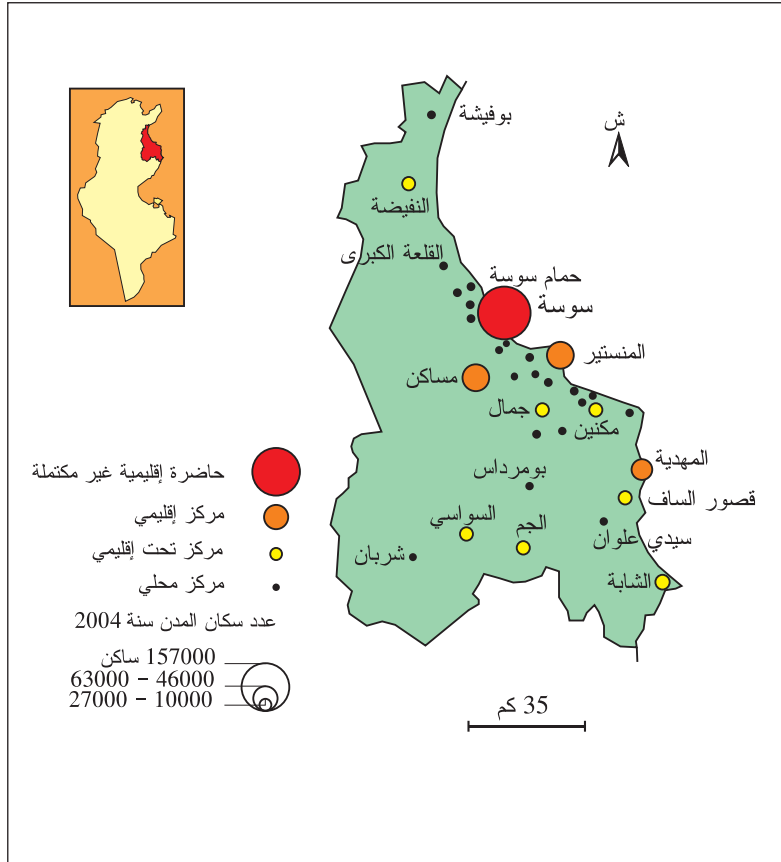 بوفيشة
ش
النفيضة
القلعة الكبرى
حمام سوسة
سوسة
المنستير
مساكن
جمال
مكنين
المهدية
بومرداس
قصور الساف
السواسي
الجم
سيدي علوان
شربان
الشابة
حاضرة إقليمية غير مكتملة
مركز إقليمي
مركز تحت إقليمي
مركز محلي
عدد سكان المدن سنة 2004
157000 ساكن
63000 – 46000
27000 – 10000
35 كم